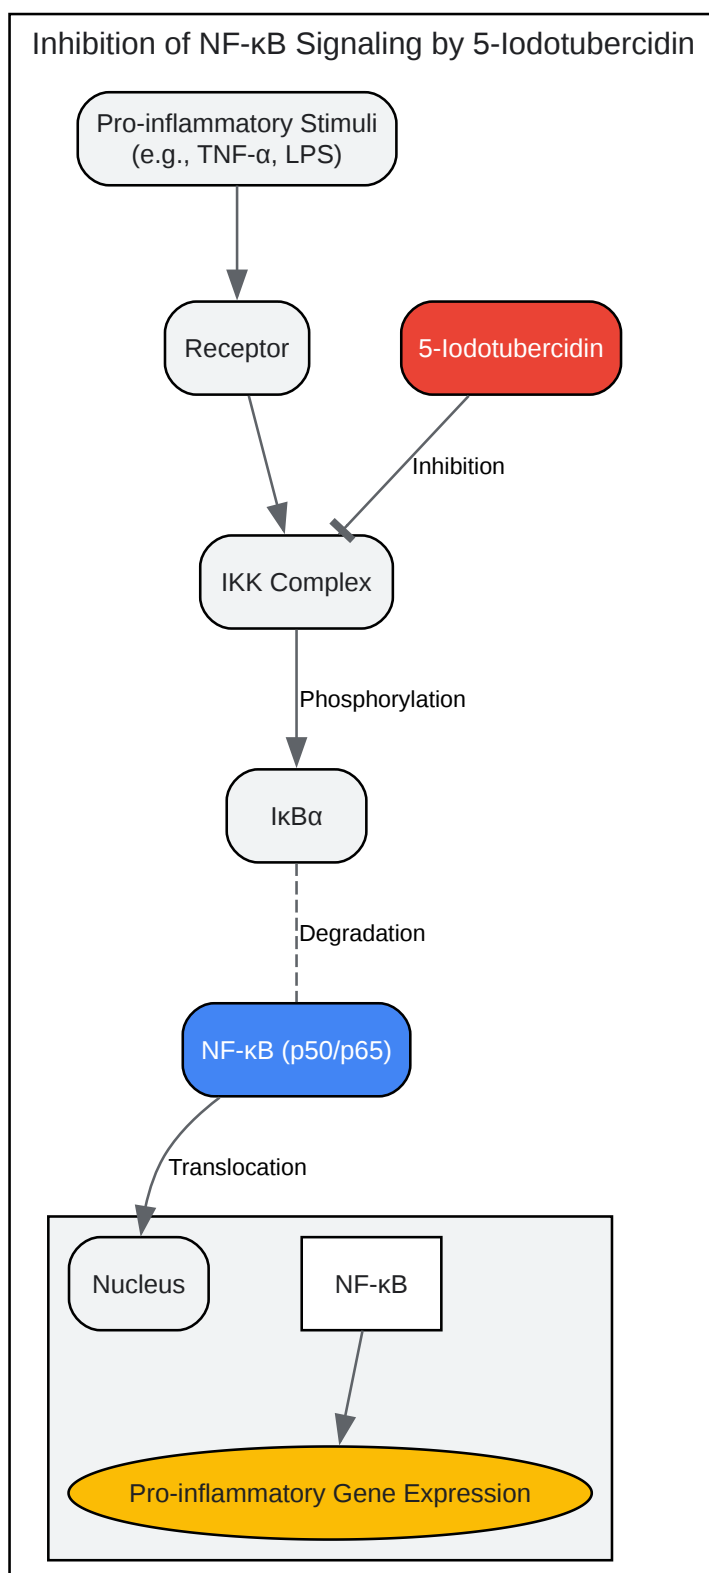 Inhibition of NF-κB Signaling by 5-Iodotubercidin
Pro-inflammatory Stimuli
(e.g., TNF-α, LPS)
Receptor
5-Iodotubercidin
Inhibition
IKK Complex
Phosphorylation
IκBα
Degradation
NF-κB (p50/p65)
Translocation
Nucleus
NF-κB
Pro-inflammatory Gene Expression